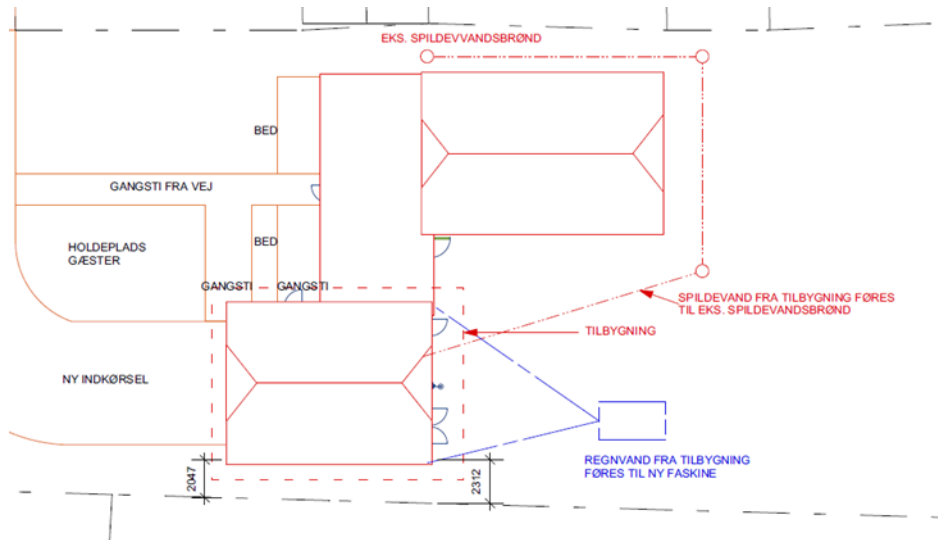 EKS. SPILDEVVANDSBRØND
BED
GANGSTI FRA VEJ
HOLDEPLADS
GÆSTER
BED
GANGSTI
GANGSTI
SPILDEVAND FRA TILBYGNING FØRES
TIL EKS. SPILDEVANDSBRØND
TILBYGNING
NY INDKØRSEL
REGNVAND FRA TILBYGNING
FØRES TIL NY FASKINE
2047
2312